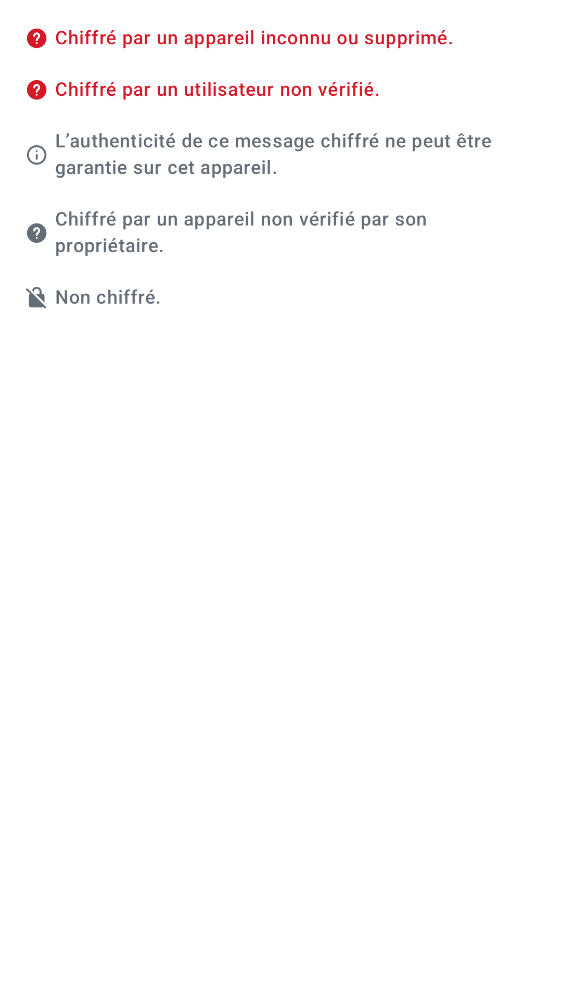 Chiffré par un appareil inconnu ou supprimé.
Chiffré par un utilisateur non vérifié.
L’authenticité de ce message chiffré ne peut être
garantie sur cet appareil.
Chiffré par un appareil non vérifié par son
propriétaire.
Non chiffré.